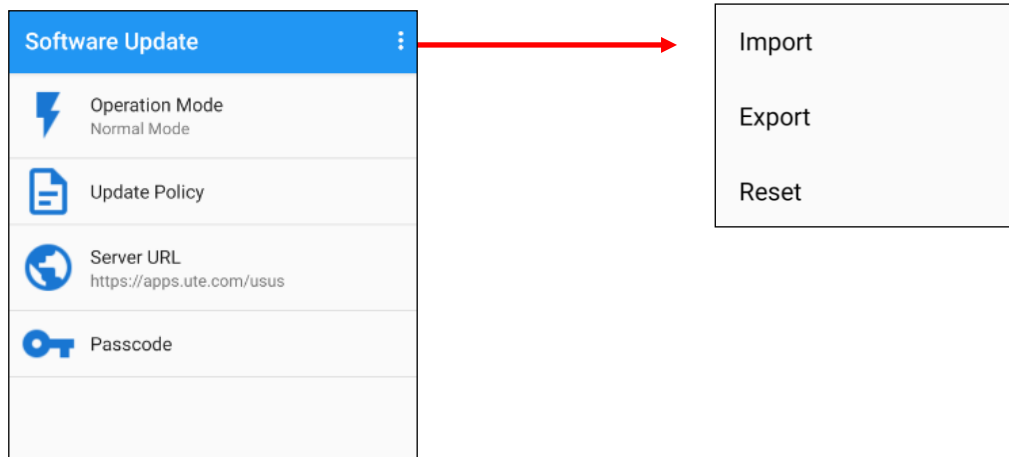 Software Update
Operation Mode
Normal Mode
Update Policy
Server URL
https://apps.ute.com/usus
Passcode
Import
Export
Reset